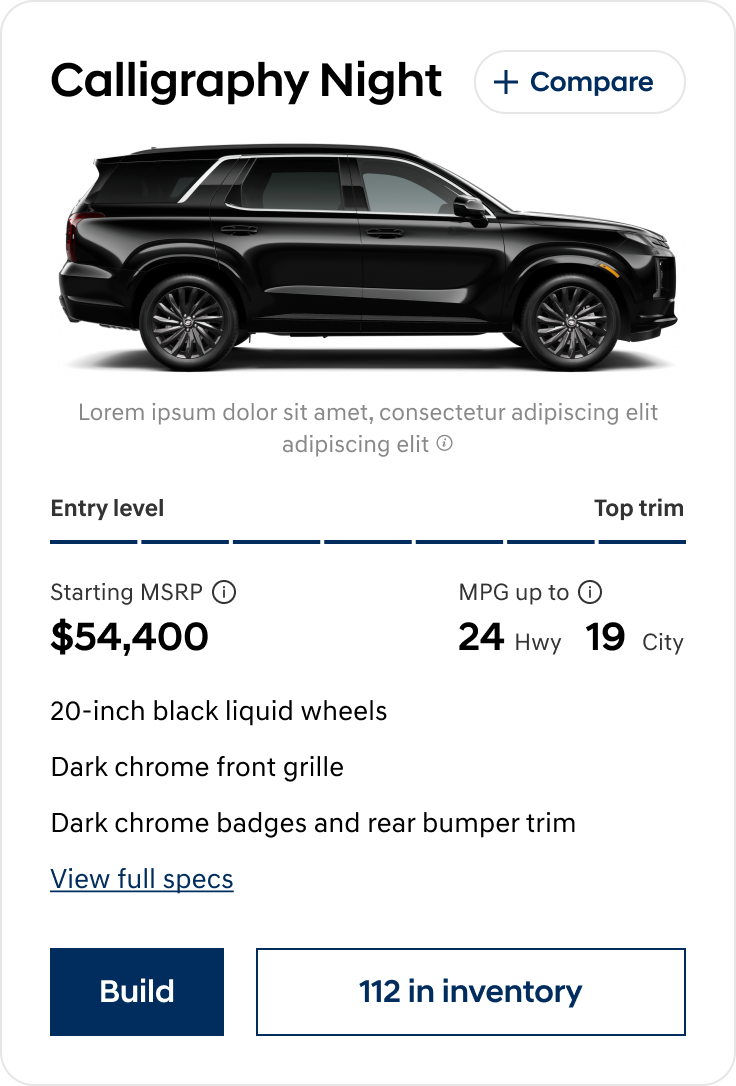 Calligraphy Night
Compare
Lorem ipsum dolor sit amet, consectetur adipiscing elit
adipiscing elit
Entry level
Top trim
Starting MSRP
$54,400
MPG up to
24 Hwy 19 City
20-inch black liquid wheels
Dark chrome front grille
Dark chrome badges and rear bumper trim
View full specs
Build
112 in inventory